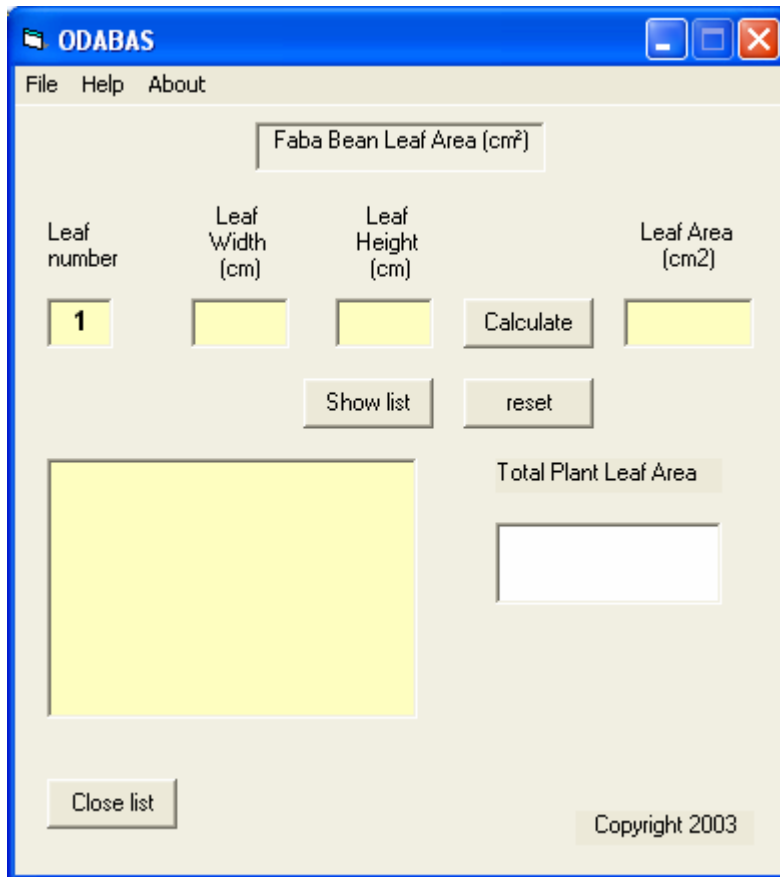 ODABAS
File Help About
Faba Bean Leaf Area (cm²)
Leaf
number
Leaf
Width
(cm)
Leaf
Height
(cm)
Leaf Area
(cm2)
1
Calculate
Show list
reset
Total Plant Leaf Area
Close list
Copyright 2003